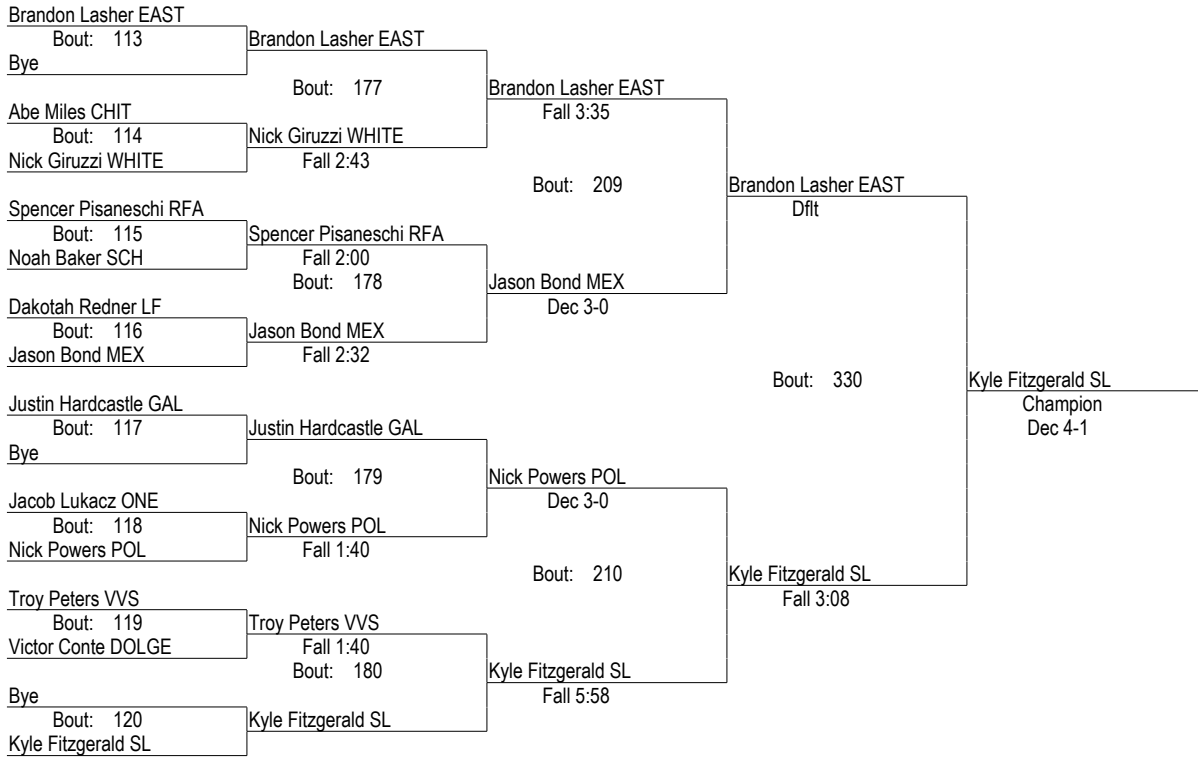 Brandon Lasher EAST
Bout: 113
Bye
Brandon Lasher EAST
Bout: 177
Abe Miles CHIT
Bout: 114
Nick Giruzzi WHITE
Nick Giruzzi WHITE
Fall 2:43
Brandon Lasher EAST
Fall 3:35
Bout: 209
Spencer Pisaneschi RFA
Bout: 115
Noah Baker SCH
Spencer Pisaneschi RFA
Fall 2:00
Bout: 178
Dakotah Redner LF
Bout: 116
Jason Bond MEX
Jason Bond MEX
Fall 2:32
Jason Bond MEX
Dec 3-0
Brandon Lasher EAST
Dflt
Bout: 330
Justin Hardcastle GAL
Bout: 117
Bye
Justin Hardcastle GAL
Bout: 179
Jacob Lukacz ONE
Bout: 118
Nick Powers POL
Nick Powers POL
Fall 1:40
Nick Powers POL
Dec 3-0
Bout: 210
Troy Peters VVS
Bout: 119
Victor Conte DOLGE
Troy Peters VVS
Fall 1:40
Bout: 180
Bye
Bout: 120
Kyle Fitzgerald SL
Kyle Fitzgerald SL
Kyle Fitzgerald SL
Fall 5:58
Kyle Fitzgerald SL
Fall 3:08
Kyle Fitzgerald SL
Champion
Dec 4-1